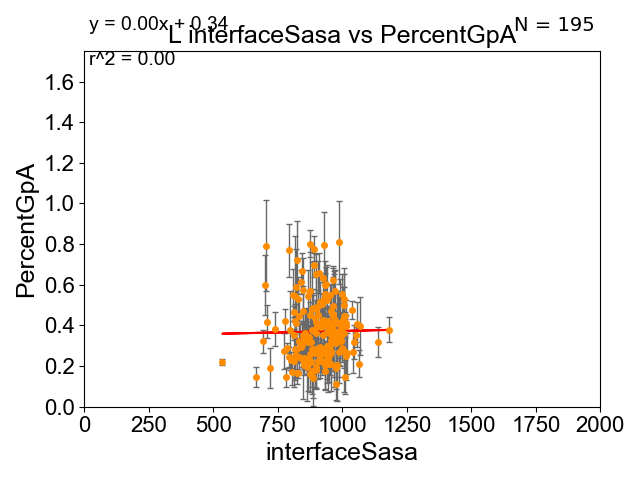 y = 0.00x + 0.34
L interfaceSasa vs PercentGpA
N = 195
r^2 = 0.00
PercentGpA
1.6
1.4
1.2
1.0
0.8
0.6
0.4
0.2
0.0
0 250 500 750 1000 1250 1500 1750 2000
interfaceSasa